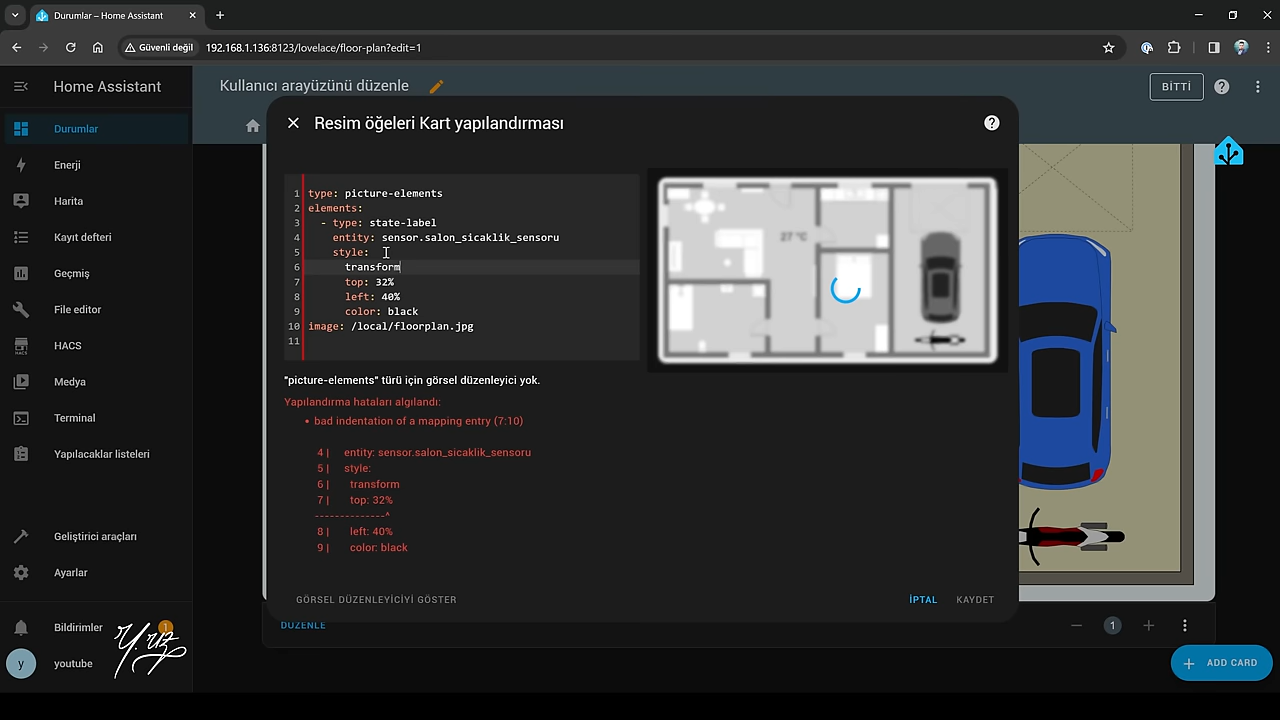 Durumlar – Home Assistant
Güvenli değil
192.168.1.136:8123/lovelace/floor-plan?edit=1
Home Assistant
Kullanıcı arayüzünü düzenle
BITTI
Durumlar
Enerji
Harita
Kayıt defteri
Geçmiş
File editor
HACS
HACS
Medya
Terminal
Yapılacaklar listeleri
Geliştirici araçları
Ayarlar
Bildirimler
1
y
youtube
Y.uz
Resim öğeleri Kart yapılandırması
1 type: picture-elements
2 elements:
3 - type: state-label
4 entity: sensor.salon_sicaklik_sensoru
5 style:
6 transform
7 top: 32%
8 left: 40%
9 color: black
10 image: /local/floorplan.jpg
11
27 °C
"picture-elements" türü için görsel düzenleyici yok.
Yapılandırma hataları algılandı:
• bad indentation of a mapping entry (7:10)
4 | entity: sensor.salon_sicaklik_sensoru
5 | style:
6 | transform
7 | top: 32%
--------------^
8 | left: 40%
9 | color: black
GÖRSEL DÜZENLEYİCİYİ GÖSTER
İPTAL
KAYDET
DÜZENLE
1
ADD CARD